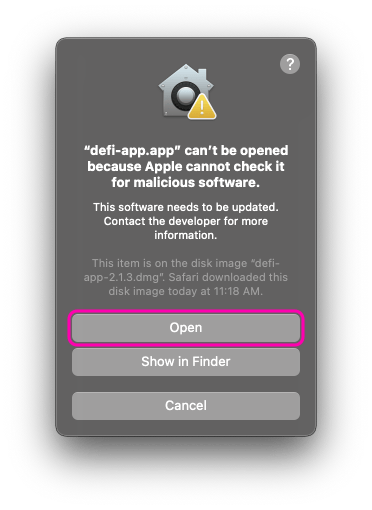 ?
“defi-app.app” can’t be opened
because Apple cannot check it
for malicious software.
This software needs to be updated.
Contact the developer for more
information.
This item is on the disk image “defi-
app-2.1.3.dmg”. Safari downloaded this
disk image today at 11:18 AM.
Open
Show in Finder
Cancel